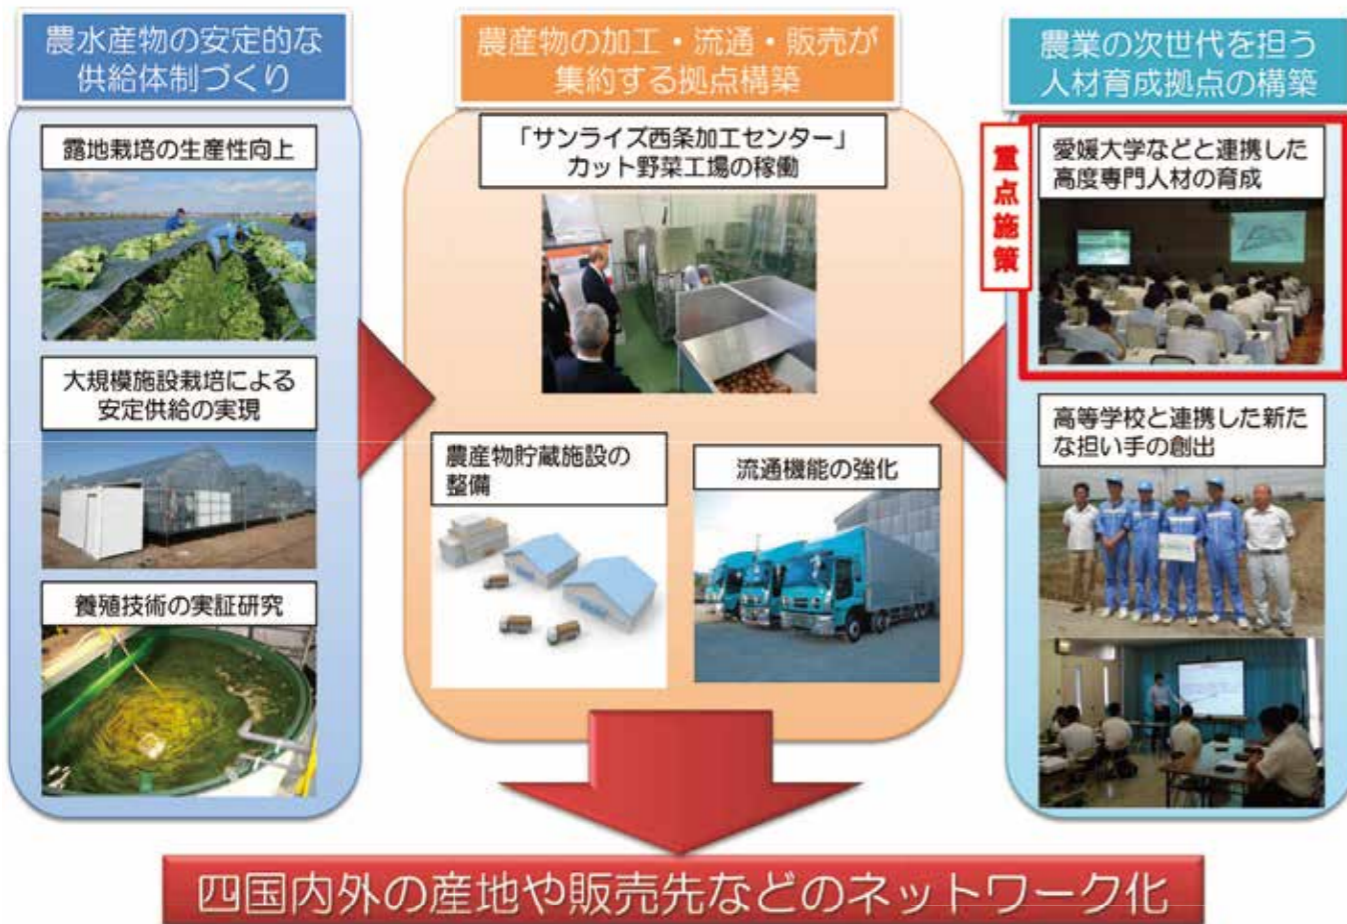 農水産物の安定的な
供給体制づくり
露地栽培の生産性向上
大規模施設栽培による
安定供給の実現
養殖技術の実証研究
農産物の加工・流通・販売が
集約する拠点構築
「サンライズ西条加工センター」
カット野菜工場の稼働
農産物貯蔵施設の
整備
流通機能の強化
農業の次世代を担う
人材育成拠点の構築
重点施策
愛媛大学などと連携した
高度専門人材の育成
高等学校と連携した新た
な担い手の創出
四国内外の産地や販売先などのネットワーク化